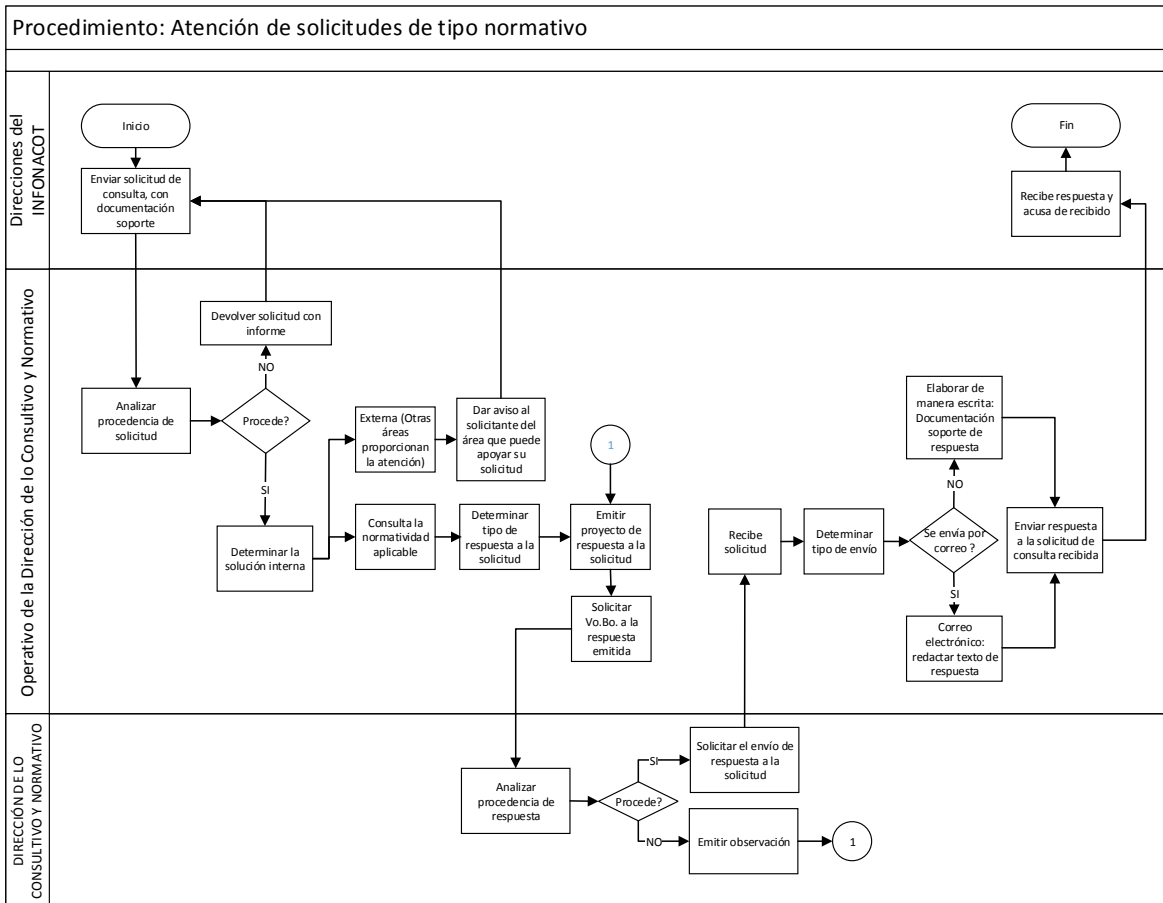 Procedimiento: Atención de solicitudes de tipo normativo
Direcciones del
INFONACOT
Inicio
Enviar solicitud de
consulta, con
documentación
soporte
Fin
Recibe respuesta y
acusa de recibido
Operativo de la Dirección de lo Consultivo y Normativo
Devolver solicitud con
informe
NO
Analizar
procedencia de
solicitud
Procede?
SI
Determinar la
solución interna
Externa (Otras
áreas
proporcionan
la atención)
Dar aviso al
solicitante del
área que puede
apoyar su
solicitud
Consulta la
normatividad
aplicable
Determinar
tipo de
respuesta a la
solicitud
1
Emitir
proyecto de
respuesta a la
solicitud
Solicitar
Vo.Bo. a la
respuesta
emitida
Recibe
solicitud
Determinar
tipo de envío
Se envía por
correo ?
NO
Elaborar de
manera escrita:
Documentación
soporte de
respuesta
SI
Correo
electrónico:
redactar texto de
respuesta
Enviar respuesta
a la solicitud de
consulta recibida
DIRECCIÓN DE LO
CONSULTIVO Y NORMATIVO
Analizar
procedencia de
respuesta
Procede?
SI
Solicitar el envío de
respuesta a la
solicitud
NO
Emitir observación
1